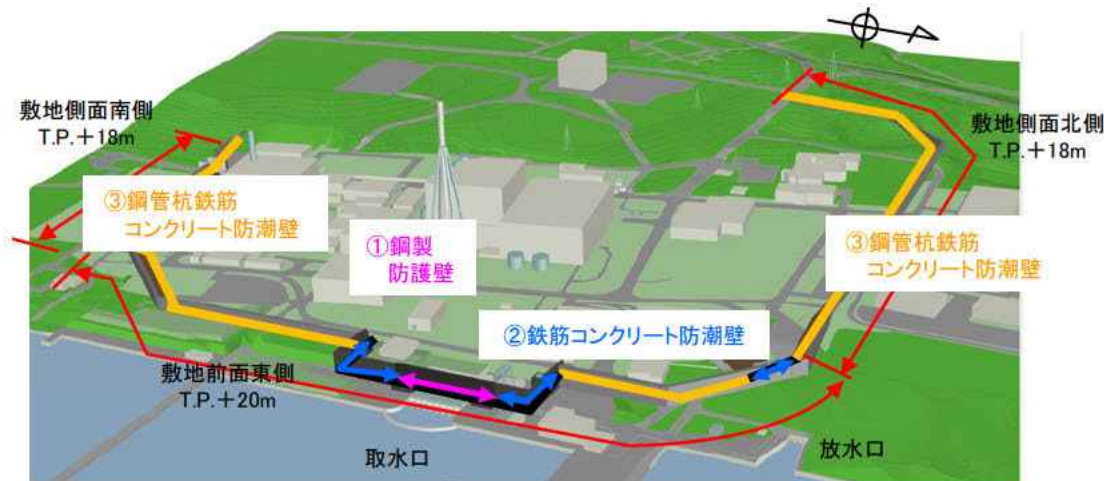 敷地側面南側
T.P.+18m
敷地側面北側
T.P.+18m
③鋼管杭鉄筋
コンクリート防潮壁
①鋼製
防護壁
③鋼管杭鉄筋
コンクリート防潮壁
②鉄筋コンクリート防潮壁
敷地前面東側
T.P.+20m
取水口
放水口